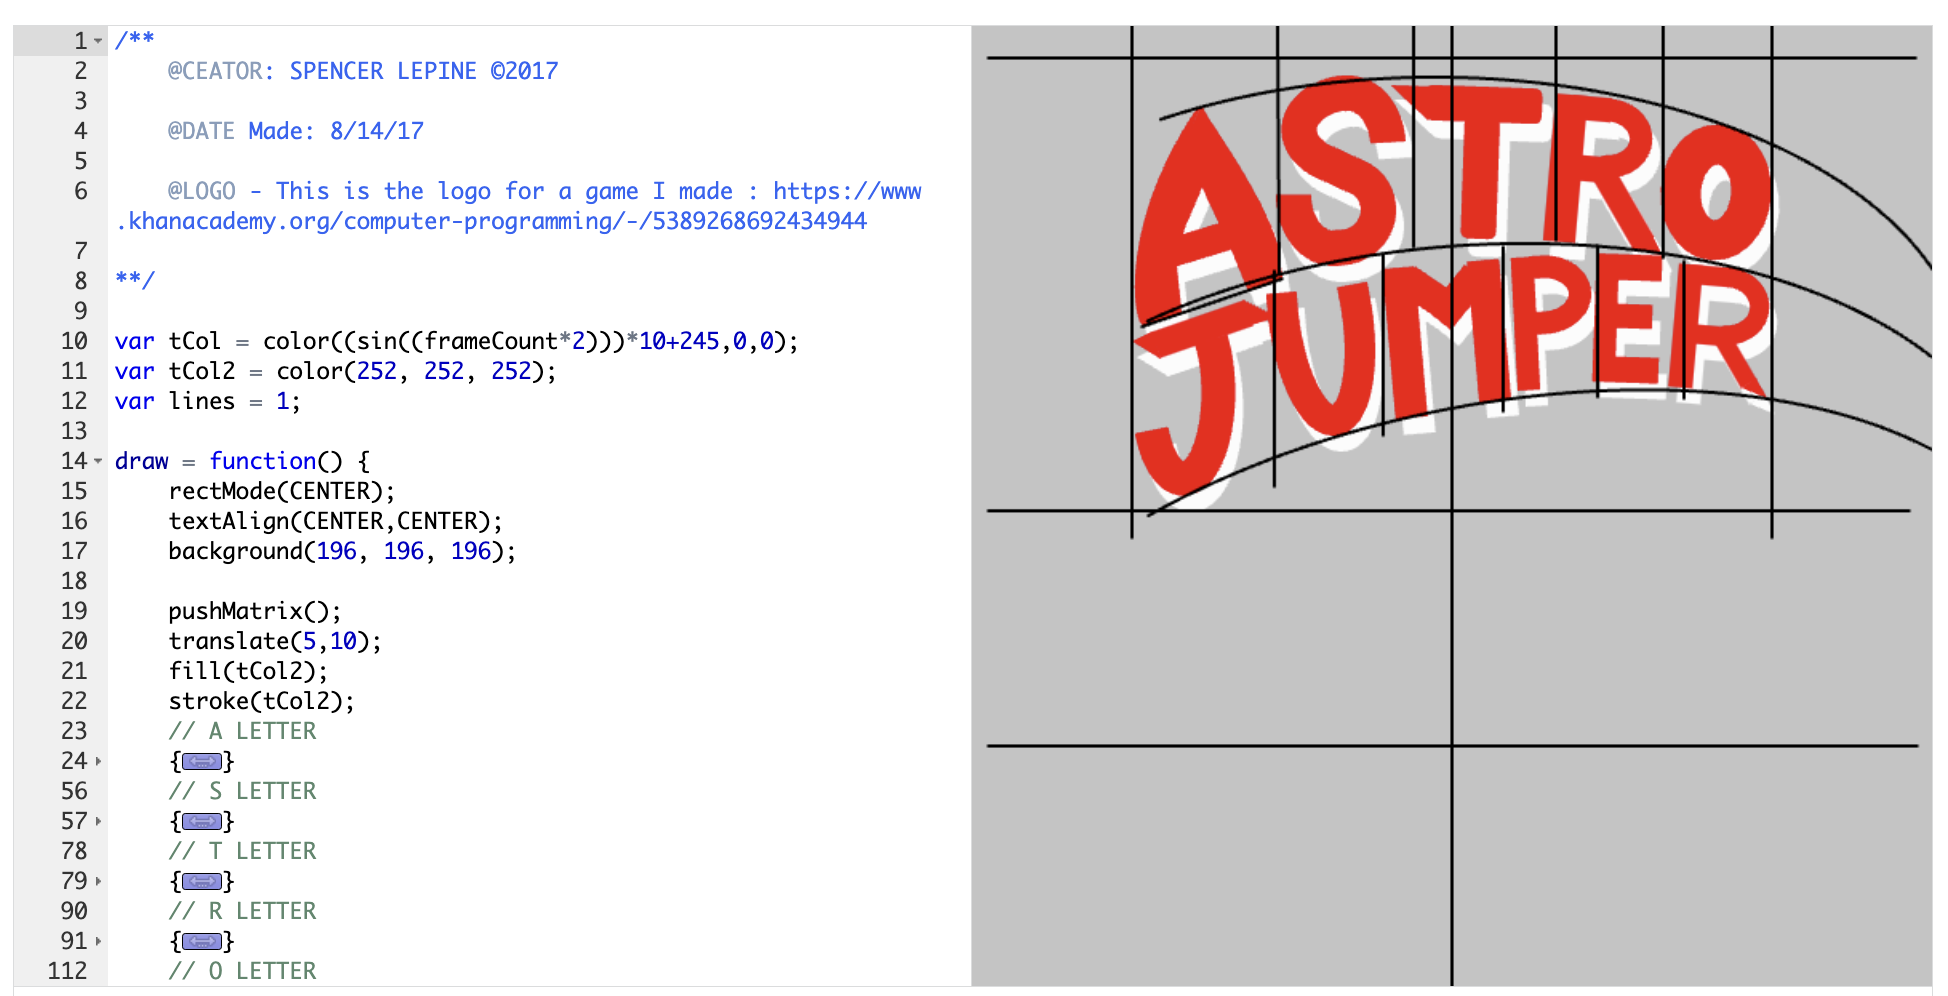 1 /**
2 @CEATOR: SPENCER LEPINE ©2017
3
4 @DATE Made: 8/14/17
5
6 @LOGO - This is the logo for a game I made : https://www
.khanacademy.org/computer-programming/-/5389268692434944
7
8 **/
9
10 var tCol = color((sin((frameCount*2)))*10+245,0,0);
11 var tCol2 = color(252, 252, 252);
12 var lines = 1;
13
14 draw = function() {
15 rectMode(CENTER);
16 textAlign(CENTER,CENTER);
17 background(196, 196, 196);
18
19 pushMatrix();
20 translate(5,10);
21 fill(tCol2);
22 stroke(tCol2);
23 // A LETTER
24 {}
56 // S LETTER
57 {}
78 // T LETTER
79 {}
90 // R LETTER
91 {}
112 // O LETTER
ASTRO
JUMPER